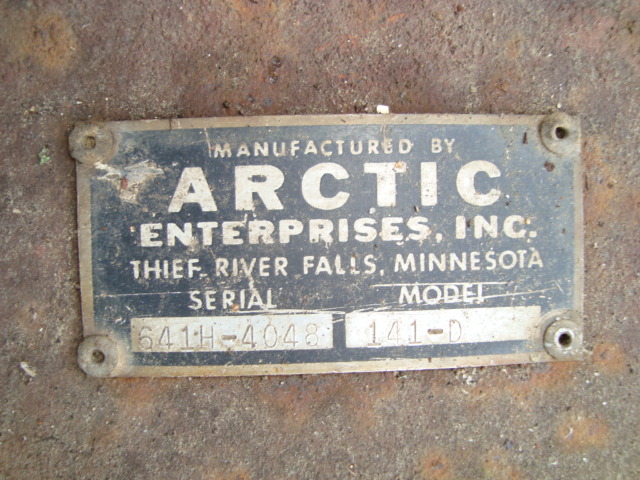 MANUFACTURED BY
ARCTIC
ENTERPRISES, INC.
THIEF RIVER FALLS, MINNESOTA
SERIAL MODEL
641H-4048 141-D